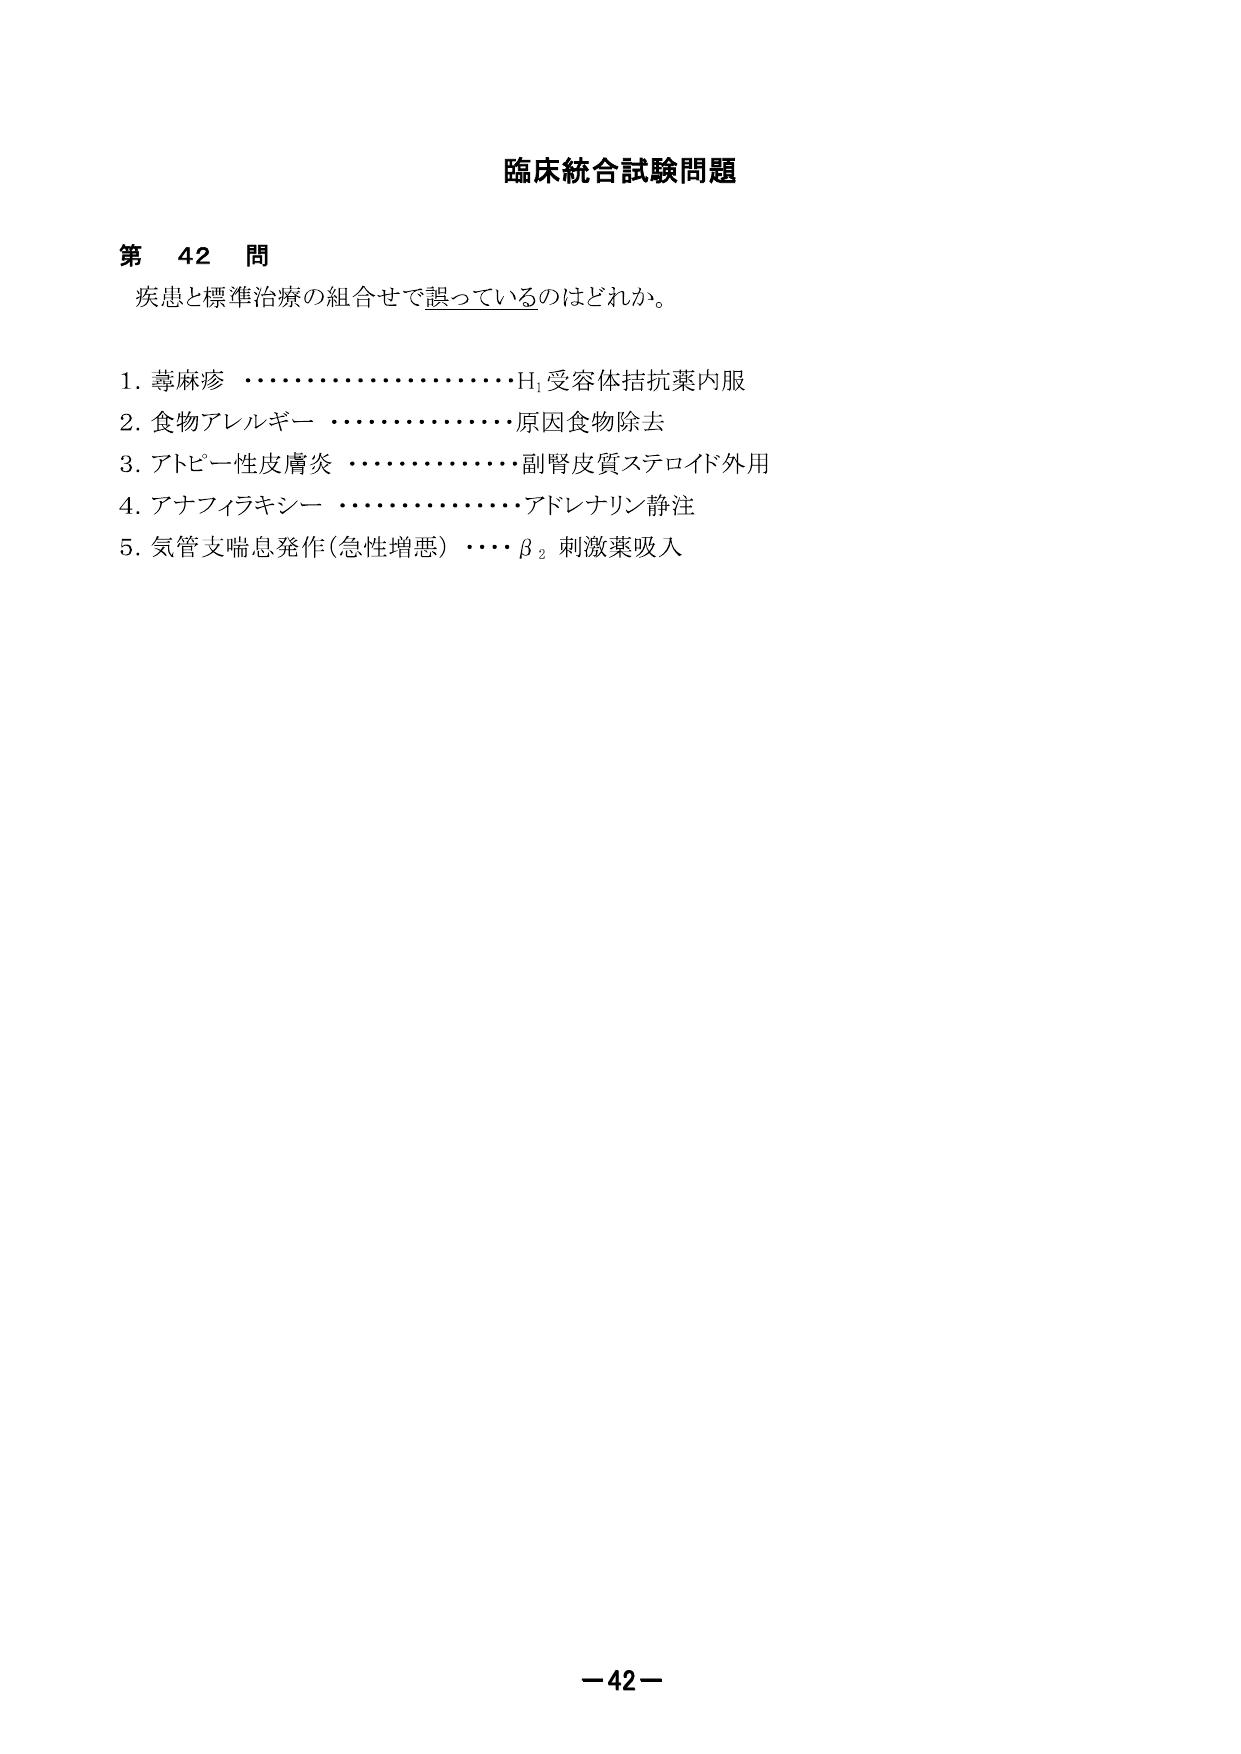 臨床統合試験問題
第　42　問
疾患と標準治療の組合せで誤っているのはどれか。
1. 蕁麻疹 ・・・・・・・・・・・・・・・・・・・・・・H₁受容体拮抗薬内服
2. 食物アレルギー ・・・・・・・・・・・・・・・原因食物除去
3. アトピー性皮膚炎 ・・・・・・・・・・・・・・副腎皮質ステロイド外用
4. アナフィラキシー ・・・・・・・・・・・・・・・アドレナリン静注
5. 気管支喘息発作(急性増悪) ・・・・β₂ 刺激薬吸入
－42－